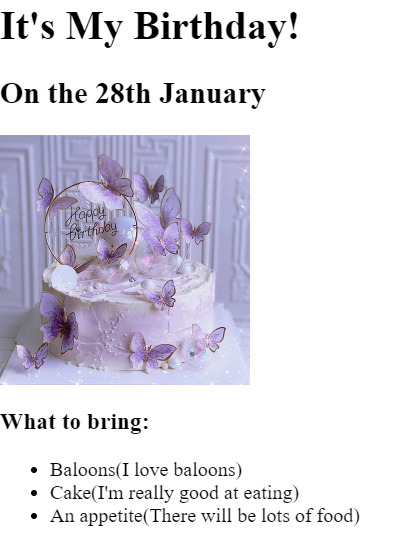 It's My Birthday!
On the 28th January
Happy
Birthday
What to bring:
Baloons(I love baloons)
Cake(I'm really good at eating)
An appetite(There will be lots of food)